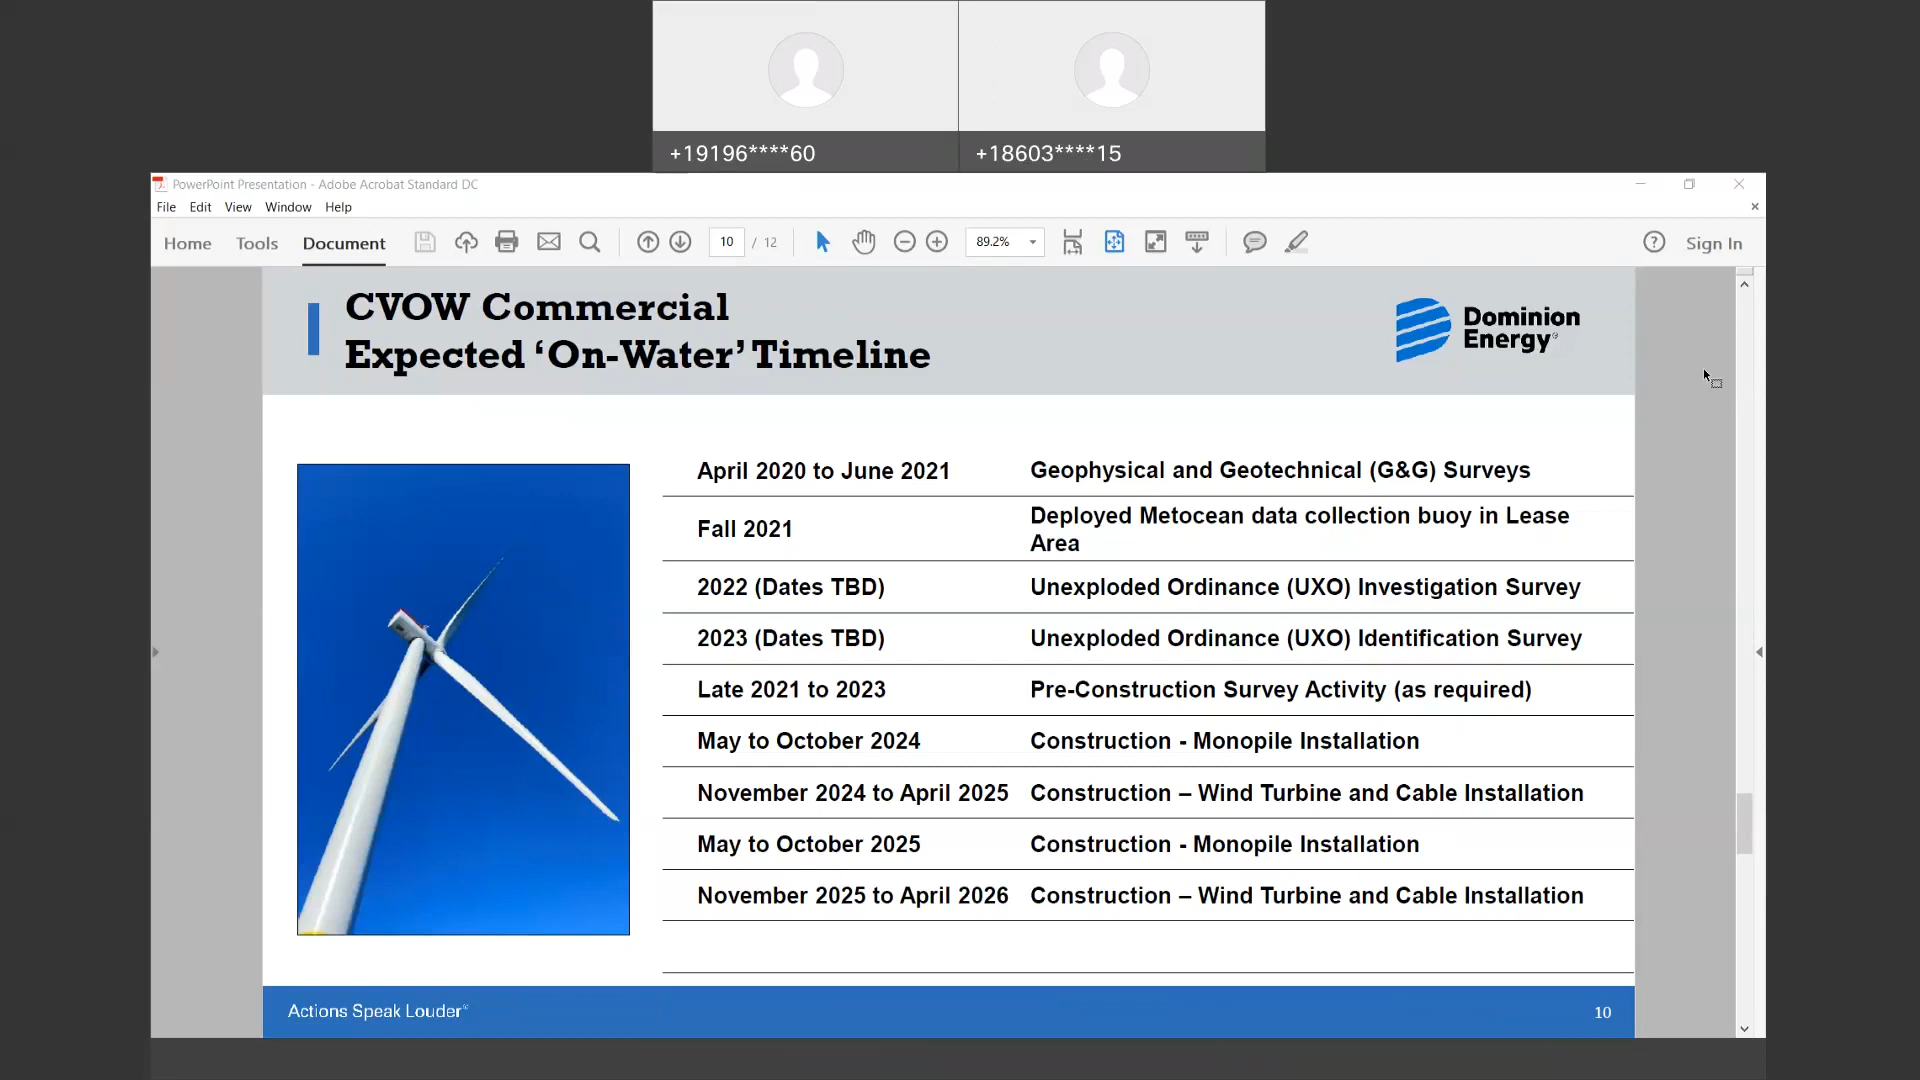 +19196****60
+18603****15
PowerPoint Presentation - Adobe Acrobat Standard DC
File Edit View Window Help
Home Tools Document 10 / 12 89.2% Sign In
CVOW Commercial
Expected ‘On-Water’ Timeline
Dominion
Energy®
April 2020 to June 2021 Geophysical and Geotechnical (G&G) Surveys
Fall 2021 Deployed Metocean data collection buoy in Lease
Area
2022 (Dates TBD) Unexploded Ordinance (UXO) Investigation Survey
2023 (Dates TBD) Unexploded Ordinance (UXO) Identification Survey
Late 2021 to 2023 Pre-Construction Survey Activity (as required)
May to October 2024 Construction - Monopile Installation
November 2024 to April 2025 Construction – Wind Turbine and Cable Installation
May to October 2025 Construction - Monopile Installation
November 2025 to April 2026 Construction – Wind Turbine and Cable Installation
Actions Speak Louder®
10